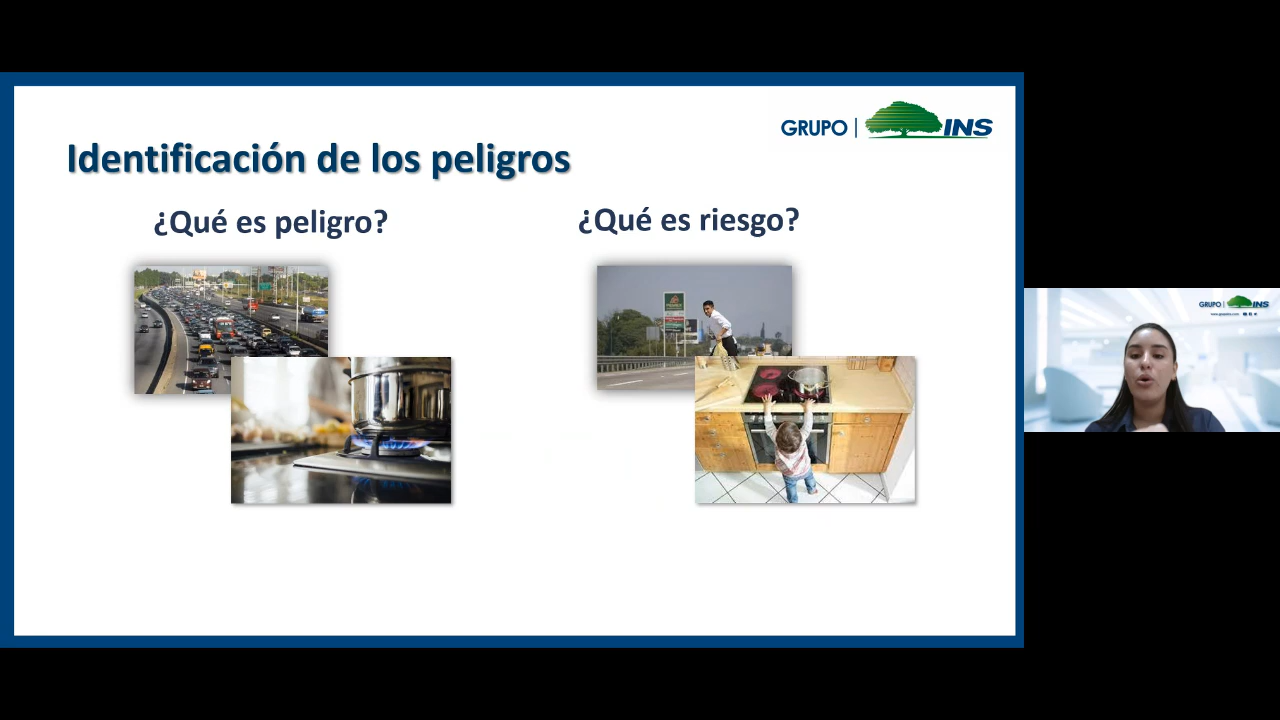 GRUPO | INS
Identificación de los peligros
¿Qué es peligro?
¿Qué es riesgo?
GRUPO | INS